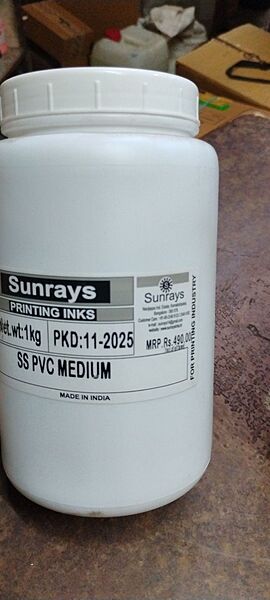 Sunrays
PRINTING INKS
Net.wt:1kg
PKD:11-2025
SS PVC MEDIUM
Sunrays
MRP Rs.490.00
FOR PRINTING INDUSTRY
MADE IN INDIA